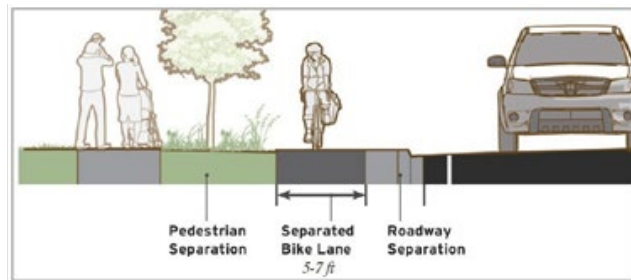 Pedestrian
Separation
Separated
Bike Lane
5-7 ft
Roadway
Separation